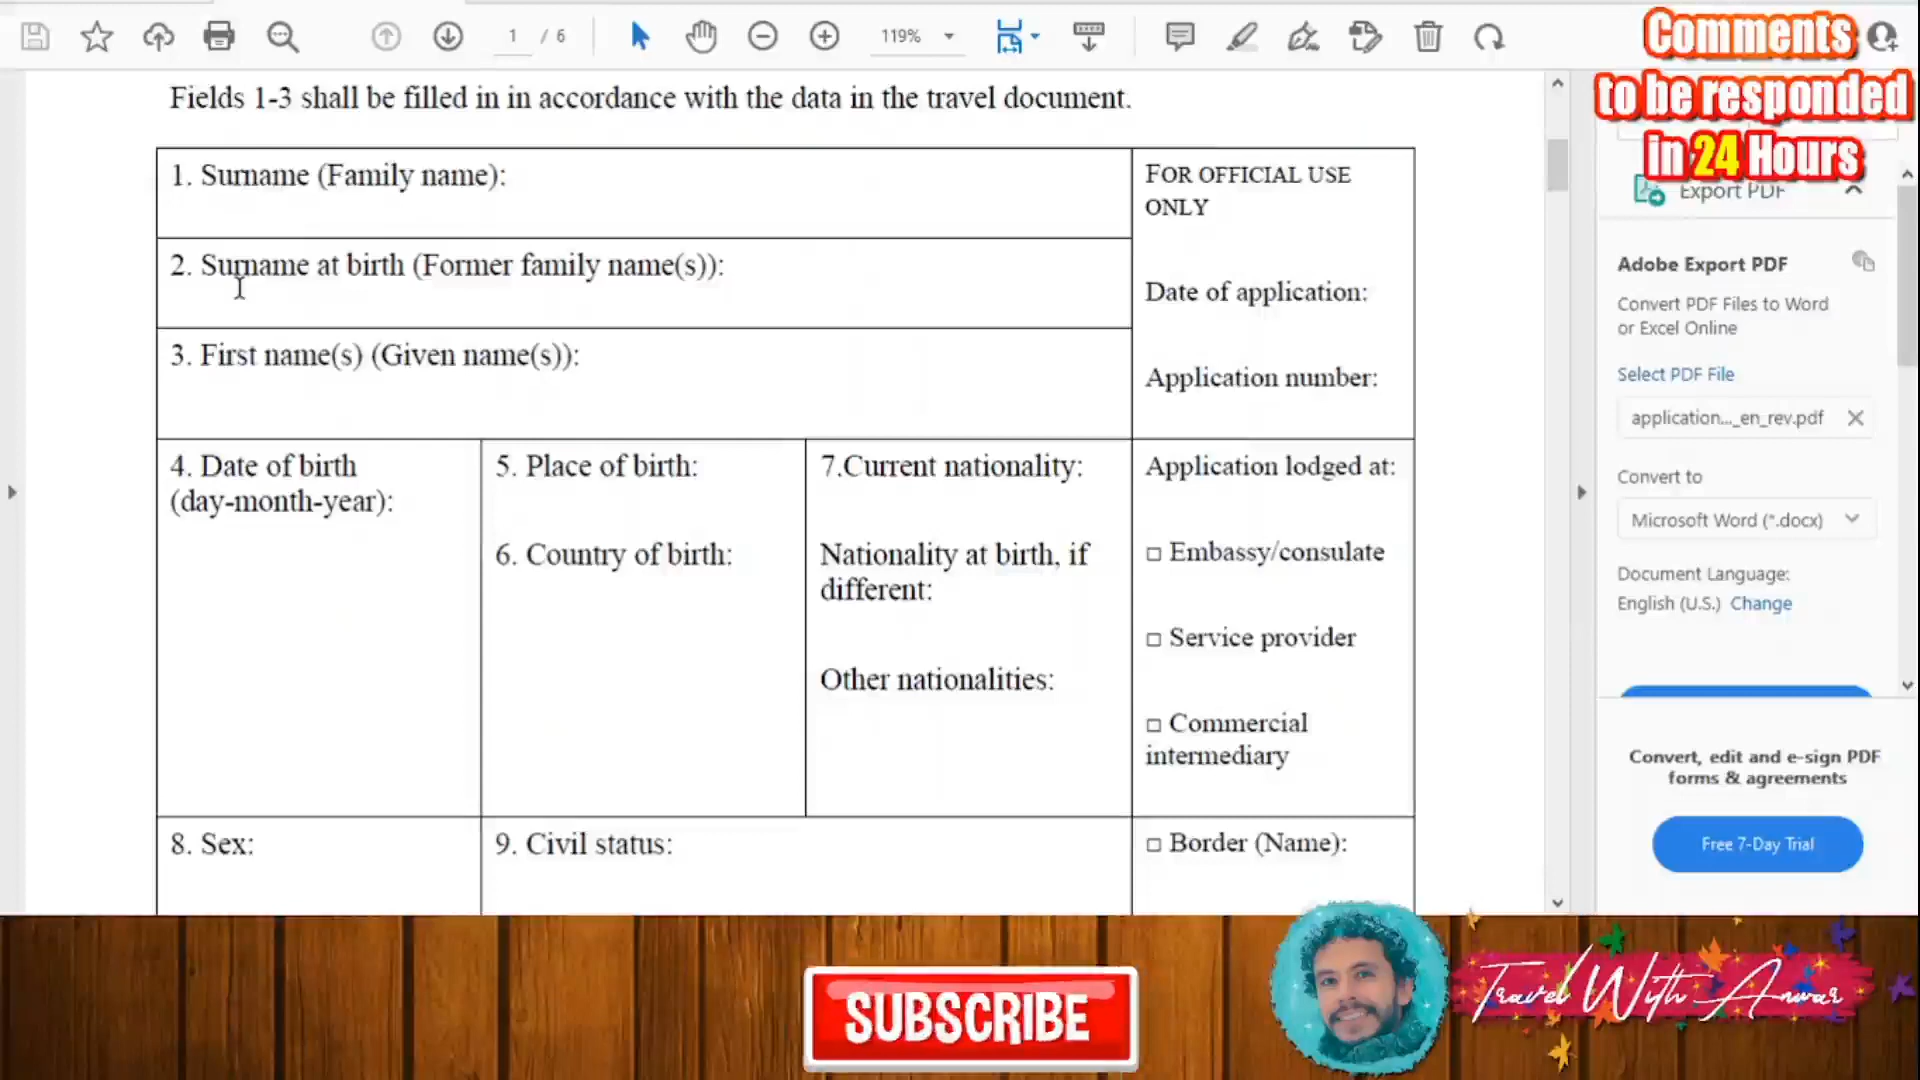 1 / 6
119%
Comments
to be responded
in 24 Hours
Fields 1-3 shall be filled in in accordance with the data in the travel document.
1. Surname (Family name):
2. Surname at birth (Former family name(s)):
3. First name(s) (Given name(s)):
4. Date of birth
(day-month-year):
5. Place of birth:
6. Country of birth:
7.Current nationality:
Nationality at birth, if
different:
Other nationalities:
8. Sex:
9. Civil status:
FOR OFFICIAL USE
ONLY
Date of application:
Application number:
Application lodged at:
□ Embassy/consulate
□ Service provider
□ Commercial
intermediary
□ Border (Name):
Export PDF
Adobe Export PDF
Convert PDF Files to Word
or Excel Online
Select PDF File
application..._en_rev.pdf
Convert to
Microsoft Word (*.docx)
Document Language:
English (U.S.) Change
Convert, edit and e-sign PDF
forms & agreements
Free 7-Day Trial
SUBSCRIBE
Travel With Anwar